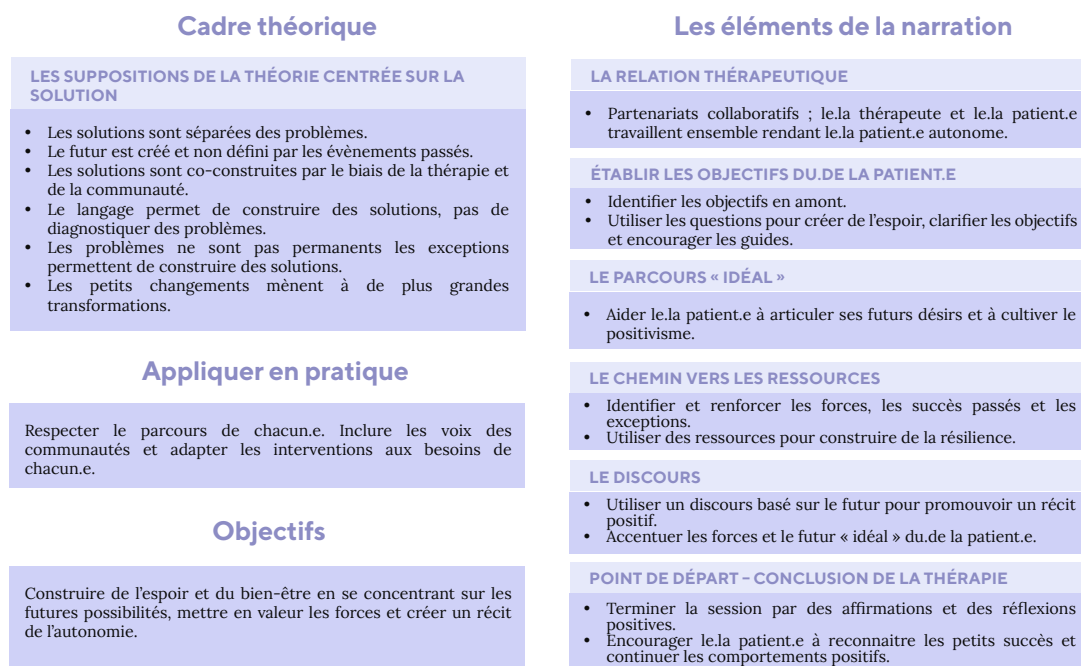 Cadre théorique
LES SUPPOSITIONS DE LA THÉORIE CENTRÉE SUR LA
SOLUTION
• Les solutions sont séparées des problèmes.
• Le futur est créé et non défini par les évènements passés.
• Les solutions sont co-construites par le biais de la thérapie et
de la communauté.
• Le langage permet de construire des solutions, pas de
diagnostiquer des problèmes.
• Les problèmes ne sont pas permanents les exceptions
permettent de construire des solutions.
• Les petits changements mènent à de plus grandes
transformations.
Appliquer en pratique
Respecter le parcours de chacun.e. Inclure les voix des
communautés et adapter les interventions aux besoins de
chacun.e.
Objectifs
Construire de l'espoir et du bien-être en se concentrant sur les
futures possibilités, mettre en valeur les forces et créer un récit
de l'autonomie.
Les éléments de la narration
LA RELATION THÉRAPEUTIQUE
• Partenariats collaboratifs ; le.la thérapeute et le.la patient.e
travaillent ensemble rendant le.la patient.e autonome.
ÉTABLIR LES OBJECTIFS DU.DE LA PATIENT.E
• Identifier les objectifs en amont.
• Utiliser les questions pour créer de l'espoir, clarifier les objectifs
et encourager les guides.
LE PARCOURS « IDÉAL »
• Aider le.la patient.e à articuler ses futurs désirs et à cultiver le
positivisme.
LE CHEMIN VERS LES RESSOURCES
• Identifier et renforcer les forces, les succès passés et les
exceptions.
• Utiliser des ressources pour construire de la résilience.
LE DISCOURS
• Utiliser un discours basé sur le futur pour promouvoir un récit
positif.
• Accentuer les forces et le futur « idéal » du.de la patient.e.
POINT DE DÉPART – CONCLUSION DE LA THÉRAPIE
• Terminer la session par des affirmations et des réflexions
positives.
• Encourager le.la patient.e à reconnaitre les petits succès et
continuer les comportements positifs.